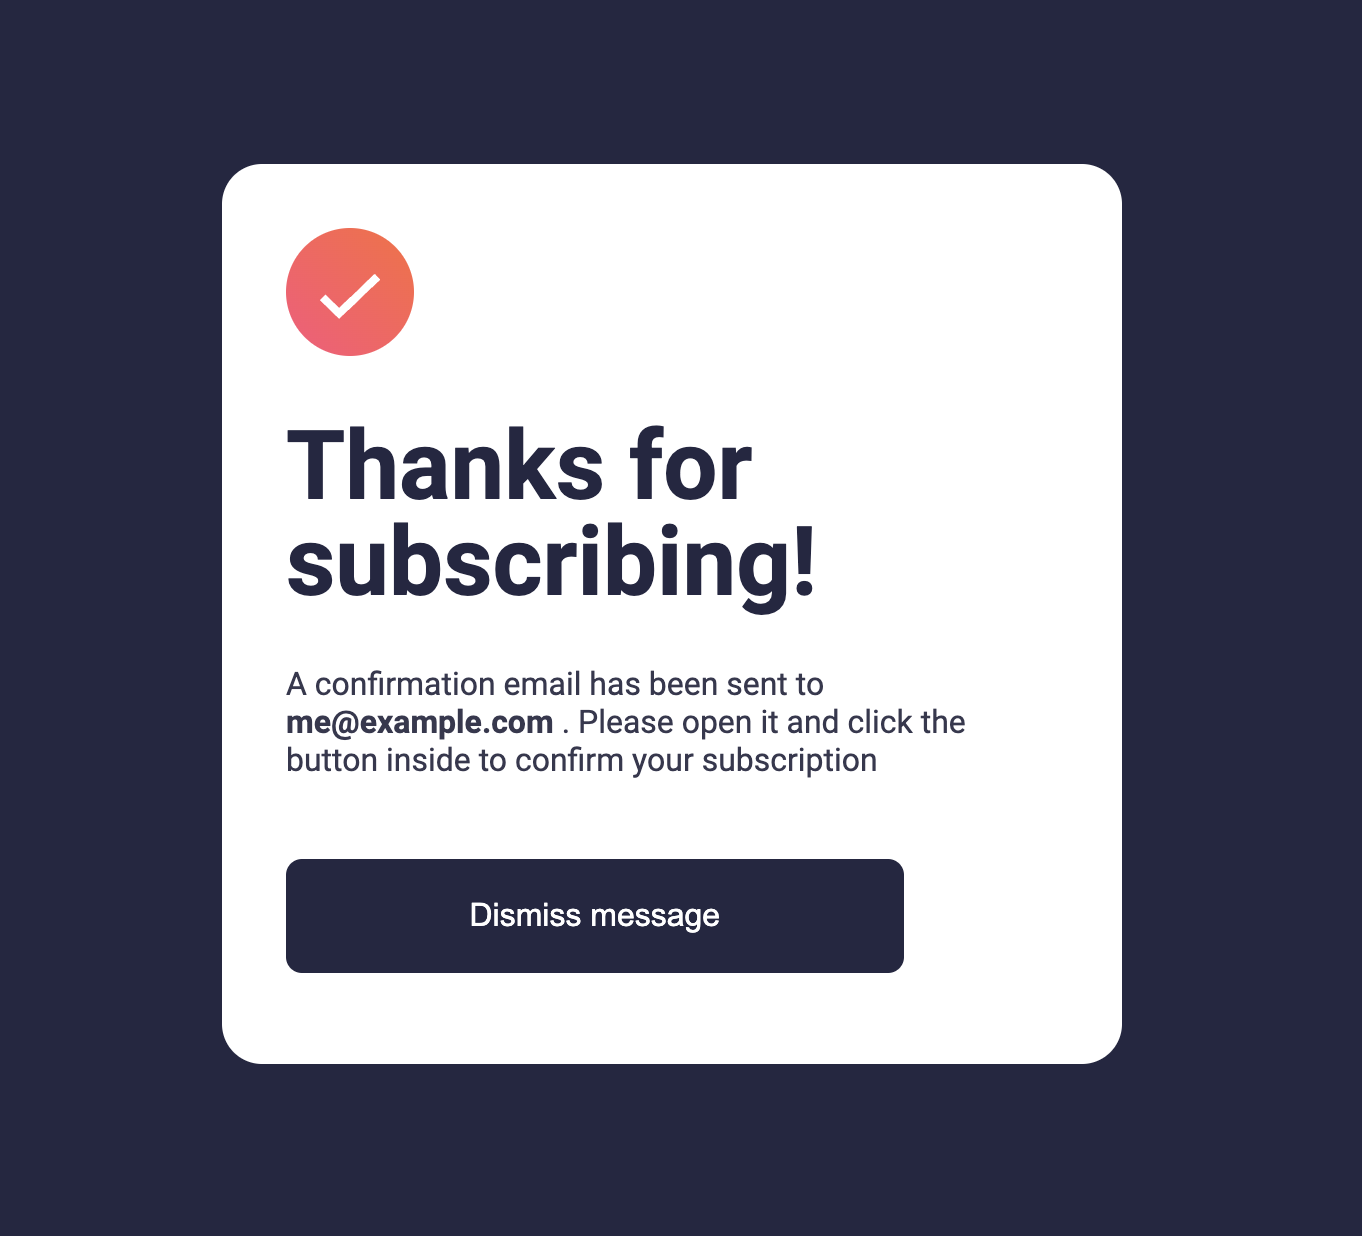 Thanks for
subscribing!
A confirmation email has been sent to
me@example.com . Please open it and click the
button inside to confirm your subscription
Dismiss message